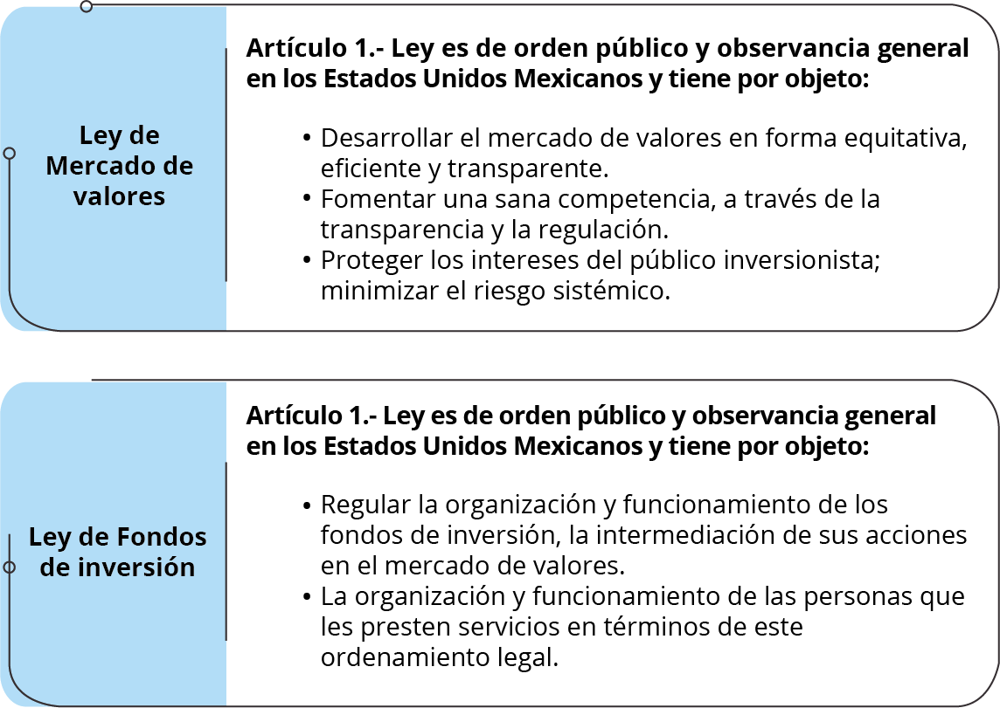 Ley de
Mercado de
valores
Artículo 1.- Ley es de orden público y observancia general
en los Estados Unidos Mexicanos y tiene por objeto:
• Desarrollar el mercado de valores en forma equitativa,
eficiente y transparente.
• Fomentar una sana competencia, a través de la
transparencia y la regulación.
• Proteger los intereses del público inversionista;
minimizar el riesgo sistémico.
Ley de Fondos
de inversión
Artículo 1.- Ley es de orden público y observancia general
en los Estados Unidos Mexicanos y tiene por objeto:
• Regular la organización y funcionamiento de los
fondos de inversión, la intermediación de sus acciones
en el mercado de valores.
• La organización y funcionamiento de las personas que
les presten servicios en términos de este
ordenamiento legal.